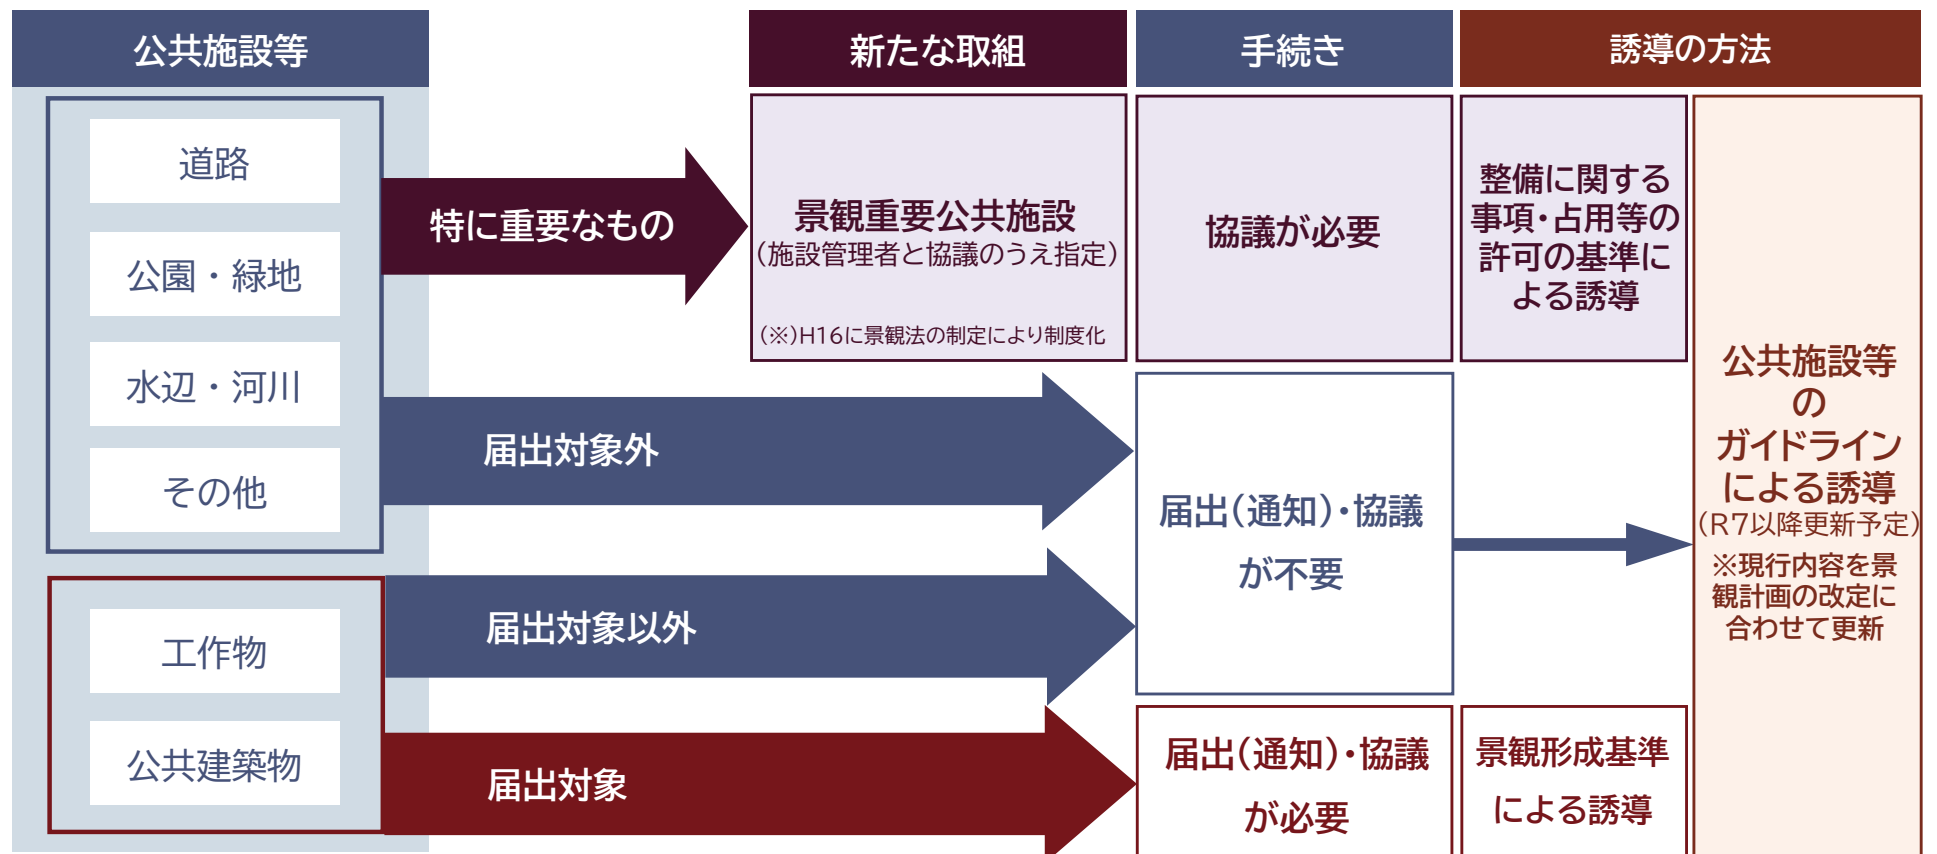 公共施設等
新たな取組
手続き
誘導の方法
道路
公園・緑地
水辺・河川
その他
工作物
公共建築物
特に重要なもの
景観重要公共施設
(施設管理者と協議のうえ指定)
(※)H16に景観法の制定により制度化
協議が必要
整備に関する
事項・占用等の
許可の基準に
よる誘導
届出対象外
届出対象以外
届出(通知)・協議
が不要
届出対象
届出(通知)・協議
が必要
景観形成基準
による誘導
公共施設等
の
ガイドライン
による誘導
(R7以降更新予定)
※現行内容を景
観計画の改定に
合わせて更新